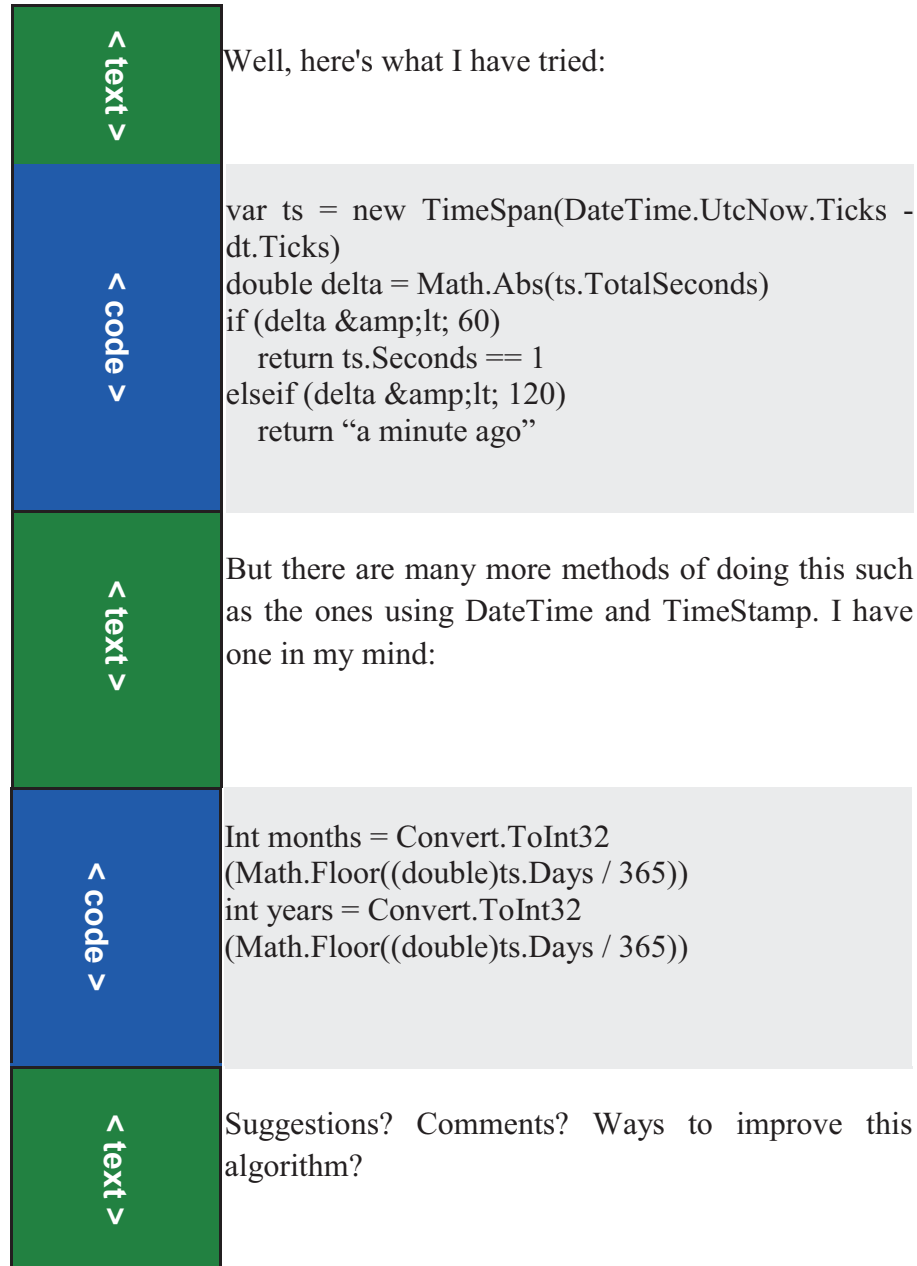 < text >
Well, here's what I have tried:
< code >
var ts = new TimeSpan(DateTime.UtcNow.Ticks -
dt.Ticks)
double delta = Math.Abs(ts.TotalSeconds)
if (delta &amp;lt; 60)
return ts.Seconds == 1
elseif (delta &amp;lt; 120)
return “a minute ago”
< text >
But there are many more methods of doing this such
as the ones using DateTime and TimeStamp. I have
one in my mind:
< code >
Int months = Convert.ToInt32
(Math.Floor((double)ts.Days / 365))
int years = Convert.ToInt32
(Math.Floor((double)ts.Days / 365))
< text >
Suggestions? Comments? Ways to improve this
algorithm?